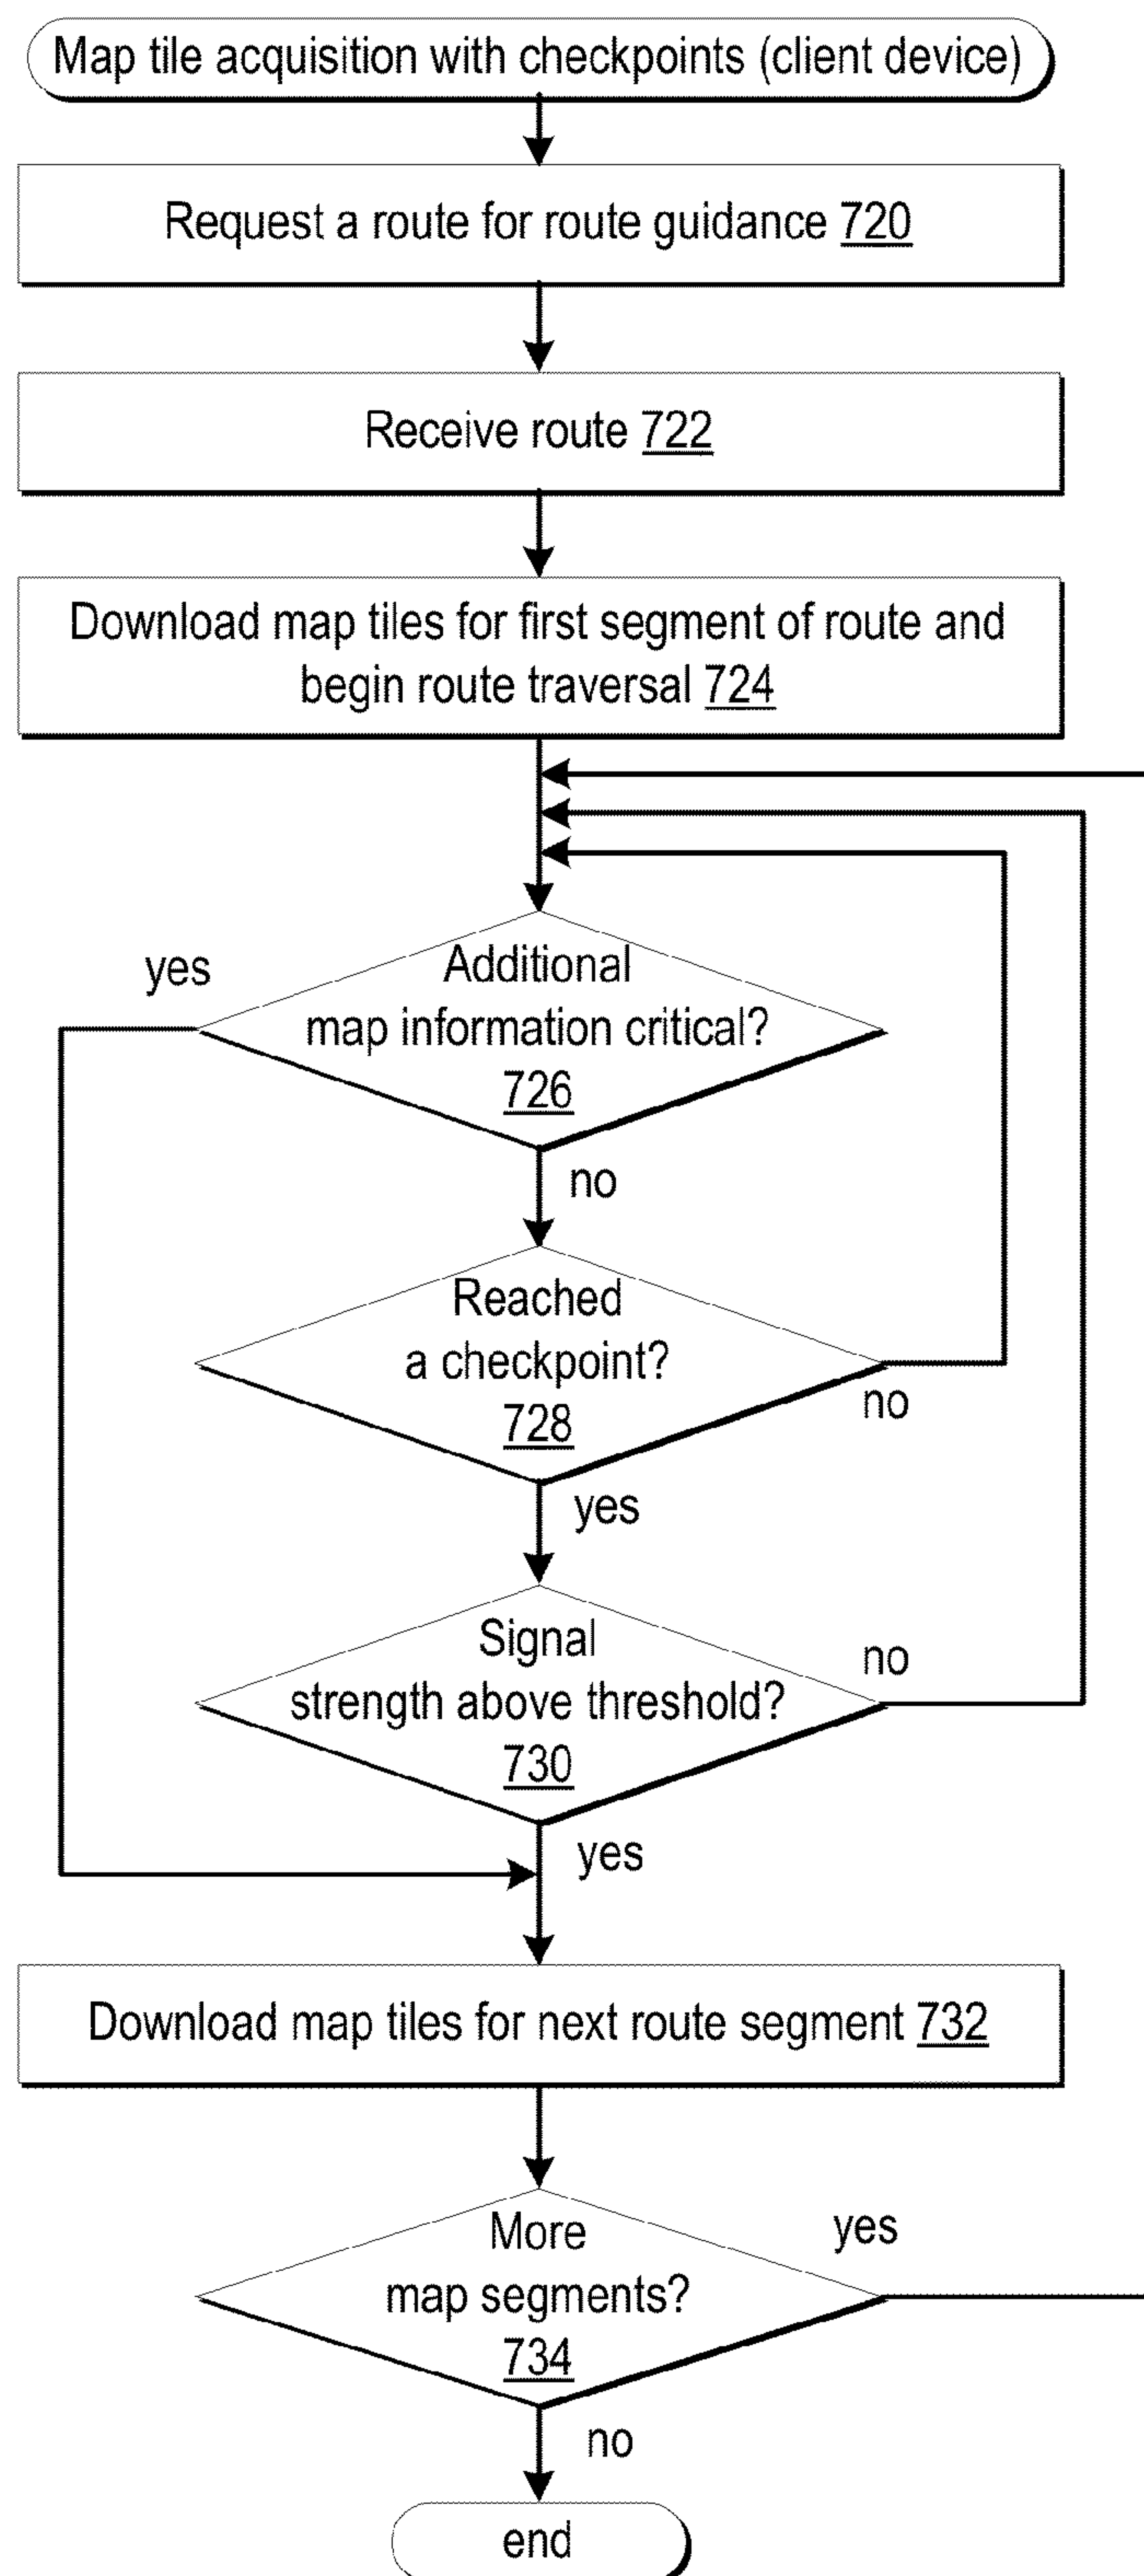 Map tile acquisition with checkpoints (client device)
Request a route for route guidance 720
Receive route 722
Download map tiles for first segment of route and
begin route traversal 724
yes
Additional
map information critical?
726
no
Reached
a checkpoint?
728
no
yes
Signal
strength above threshold?
730
no
yes
Download map tiles for next route segment 732
More
map segments?
734
yes
no
end